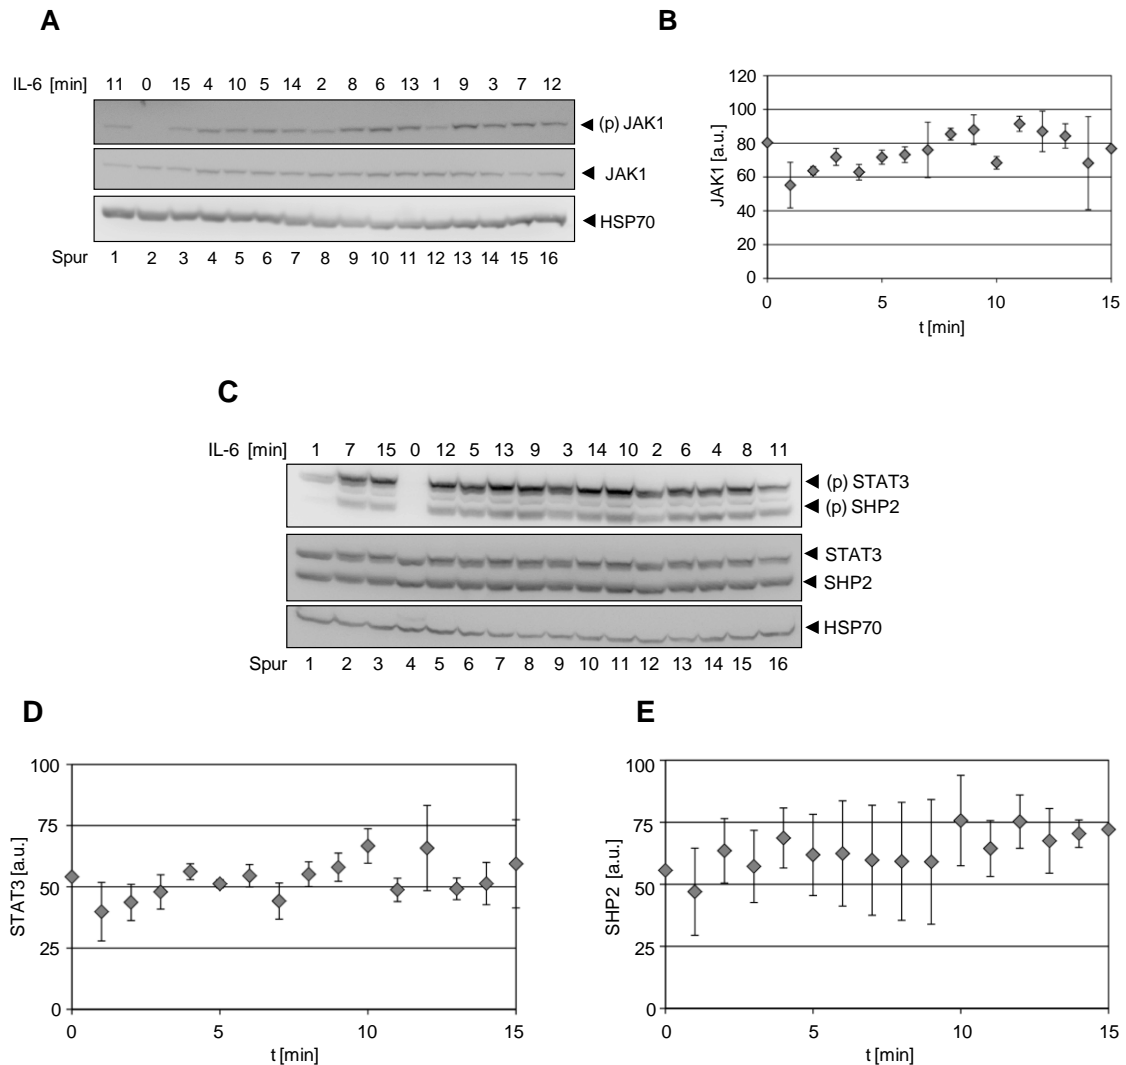 A
IL-6 [min] 11 0 15 4 10 5 14 2 8 6 13 1 9 3 7 12
(p) JAK1
JAK1
HSP70
Spur 1 2 3 4 5 6 7 8 9 10 11 12 13 14 15 16
B
120
100
80
60
40
20
0
JAK1 [a.u.]
0 5 10 15
t [min]
C
IL-6 [min] 1 7 15 0 12 5 13 9 3 14 10 2 6 4 8 11
(p) STAT3
(p) SHP2
STAT3
SHP2
HSP70
Spur 1 2 3 4 5 6 7 8 9 10 11 12 13 14 15 16
D
100
75
50
25
0
STAT3 [a.u.]
0 5 10 15
t [min]
E
100
75
50
25
0
SHP2 [a.u.]
0 5 10 15
t [min]